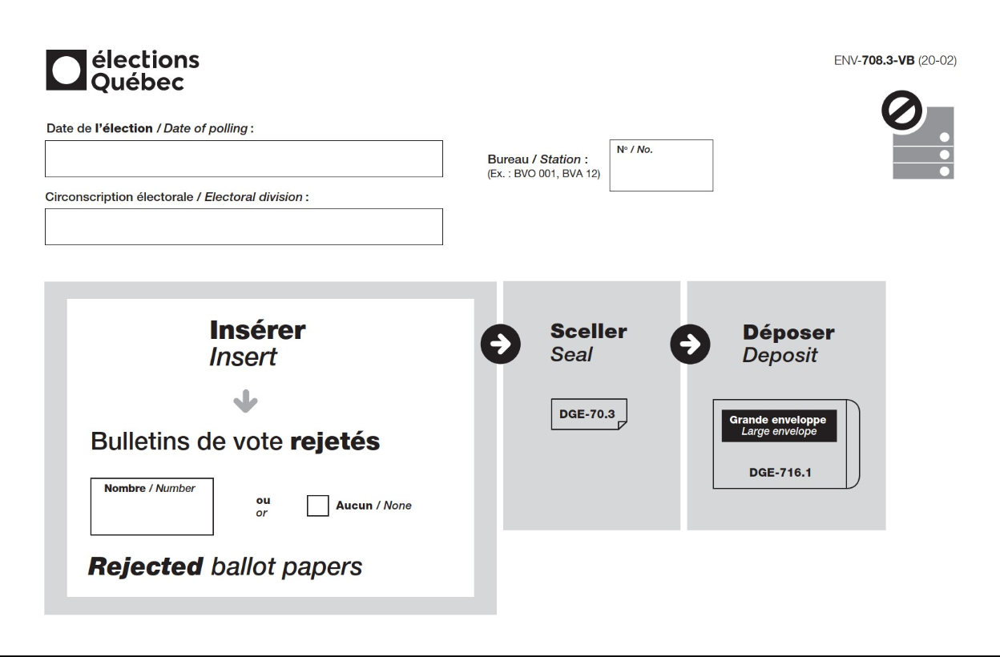 élections
Québec
ENV-708.3-VB (20-02)
Date de l'élection / Date of polling :
Bureau / Station :
(Ex. : BVO 001, BVA 12)
Nº / No.
Circonscription électorale / Electoral division :
Insérer
Insert
Bulletins de vote rejetés
Nombre / Number
ou
or
Aucun / None
Rejected ballot papers
Sceller
Seal
DGE-70.3
Déposer
Deposit
Grande enveloppe
Large envelope
DGE-716.1